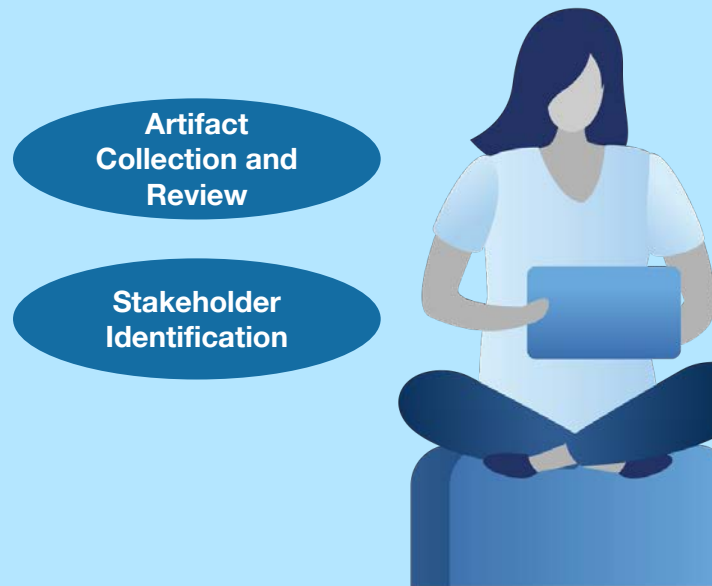 Artifact
Collection and
Review
Stakeholder
Identification